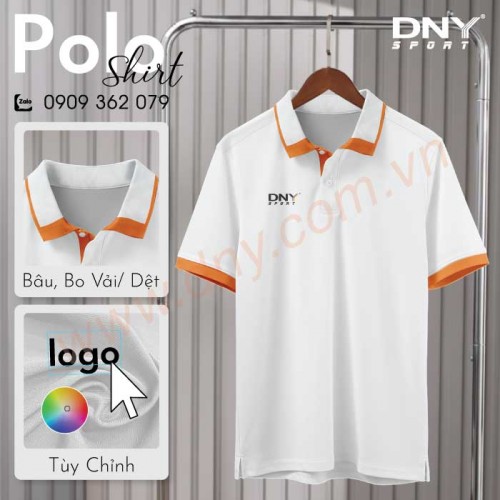 Polo
Shirt
DNY
SPORT
Zalo
0909 362 079
DNY
SPORT
Bâu, Bo Vải/ Dệt
logo
Tùy Chỉnh
www.dny.com.vn